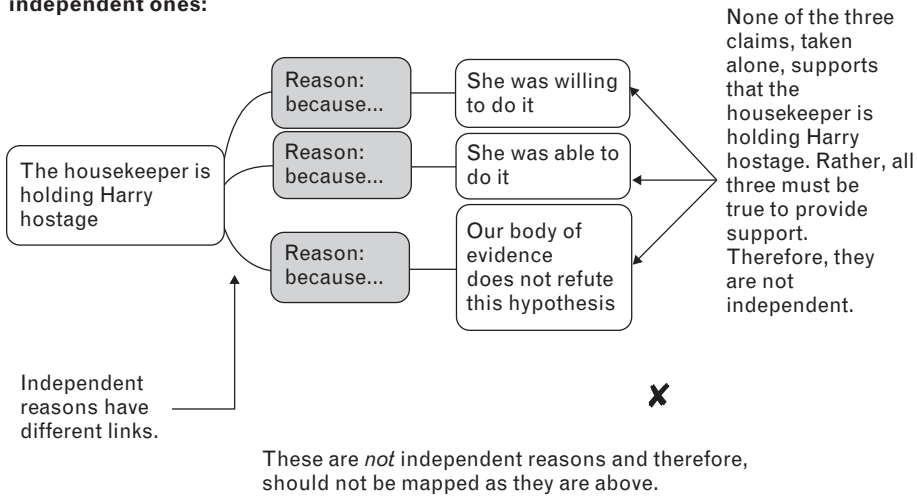 independent ones:
None of the three
claims, taken
alone, supports
that the
housekeeper is
holding Harry
hostage. Rather, all
three must be
true to provide
support.
Therefore, they
are not
independent.
Reason:
because...
She was willing
to do it
Reason:
because...
She was able to
do it
The housekeeper is
holding Harry
hostage
Reason:
because...
Our body of
evidence
does not refute
this hypothesis
Independent
reasons have
different links.
✘
These are not independent reasons and therefore,
should not be mapped as they are above.